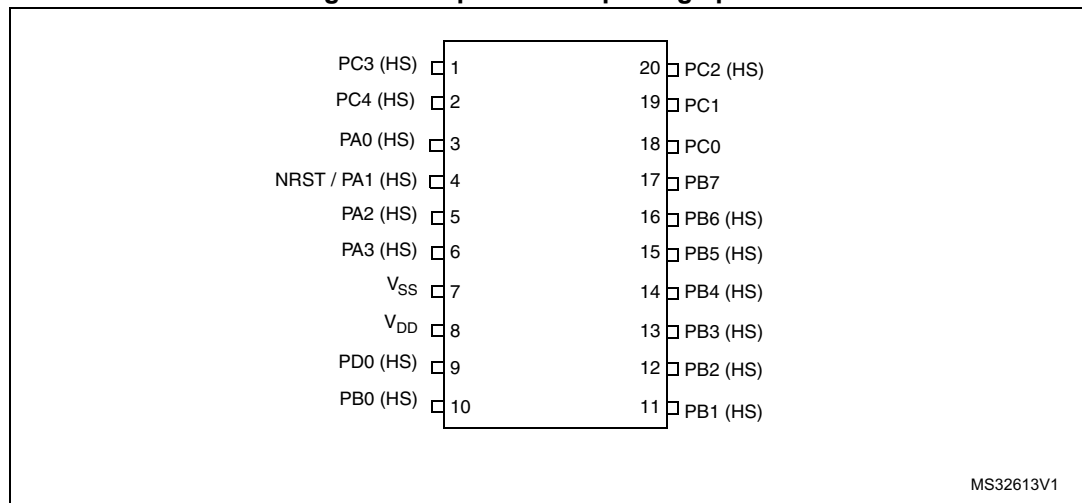 PC3 (HS) 1 20 PC2 (HS)
PC4 (HS) 2 19 PC1
PA0 (HS) 3 18 PC0
NRST / PA1 (HS) 4 17 PB7
PA2 (HS) 5 16 PB6 (HS)
PA3 (HS) 6 15 PB5 (HS)
VSS 7 14 PB4 (HS)
VDD 8 13 PB3 (HS)
PD0 (HS) 9 12 PB2 (HS)
PB0 (HS) 10 11 PB1 (HS)
MS32613V1